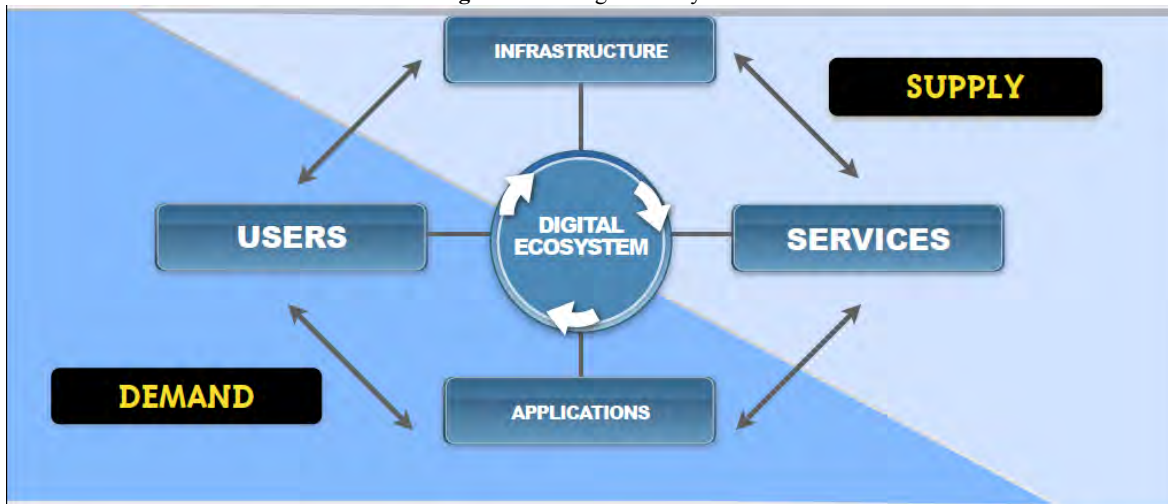 INFRASTRUCTURE
SUPPLY
USERS
DIGITAL
ECOSYSTEM
SERVICES
DEMAND
APPLICATIONS